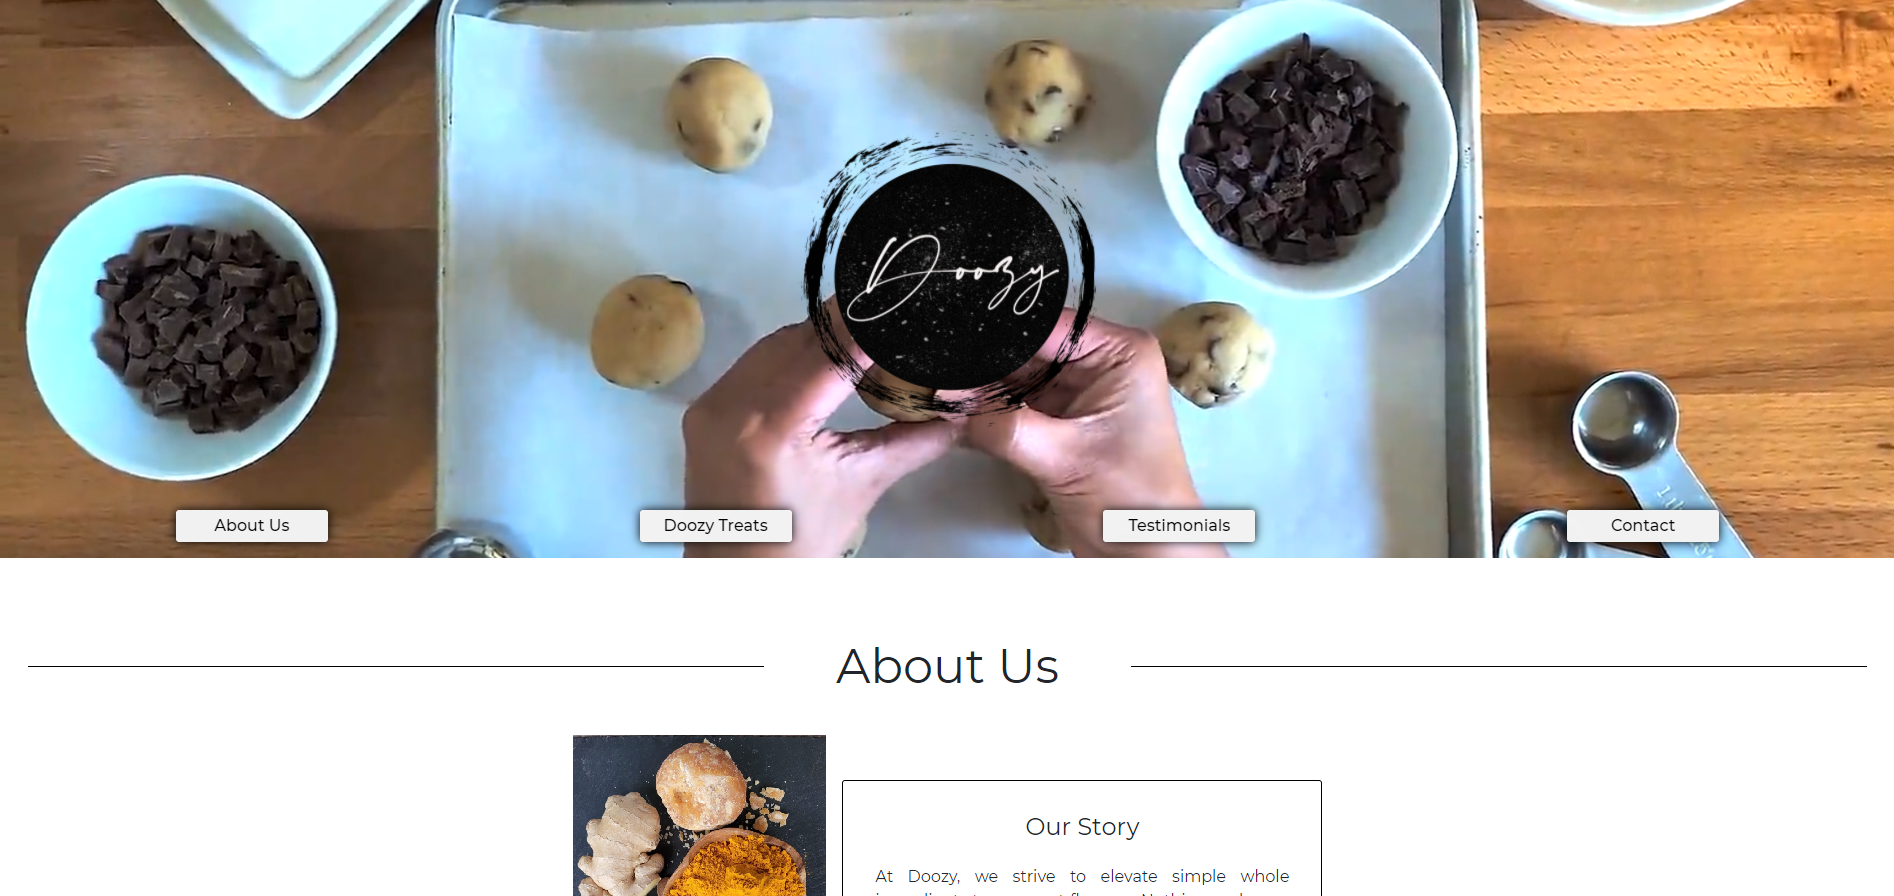 Doozy
About Us
Doozy Treats
Testimonials
Contact
About Us
Our Story
At Doozy, we strive to elevate simple whole